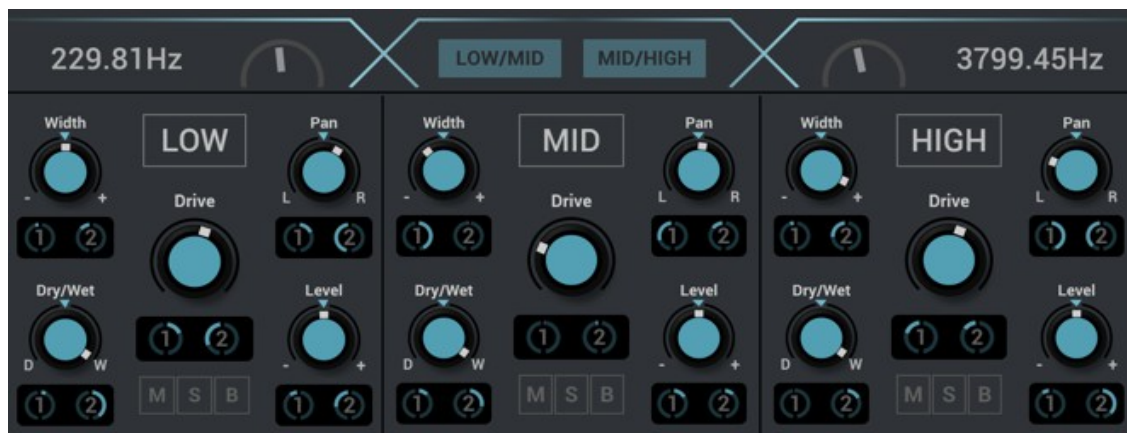 229.81Hz LOW/MID MID/HIGH 3799.45Hz
Width LOW Pan Width MID Pan Width HIGH Pan
- + L R - + L R - + L R
Drive Drive Drive
1 2 1 2 1 2 1 2 1 2 1 2
Dry/Wet Level Dry/Wet Level Dry/Wet Level
1 2 1 2 1 2
D W - + D W - + D W - +
M S B M S B M S B
1 2 1 2 1 2 1 2 1 2 1 2